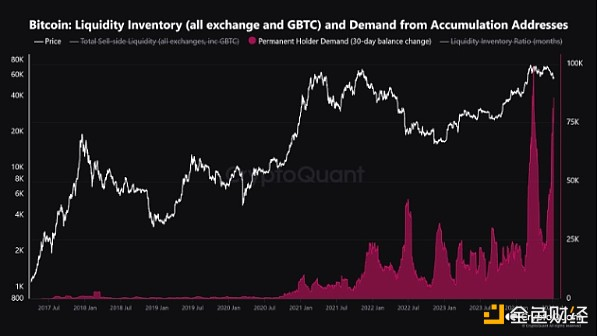 Bitcoin: Liquidity Inventory (all exchange and GBTC) and Demand from Accumulation Addresses
Price Total Sell-side Liquidity (all exchanges, inc GBTC) Permanent Holder Demand (30-day balance change) Liquidity Inventory Ratio (months)
80K 100K
60K
40K 75K
20K
CryptoQuant
10K
8K 50K
6K
4K
2K 25K
1K
800 0
2017 Jul 2018 Jan 2018 Jul 2019 Jan 2019 Jul 2020 Jan 2020 Jul 2021 Jan 2021 Jul 2022 Jan 2022 Jul 2023 Jan 2023 Jul
金色财经